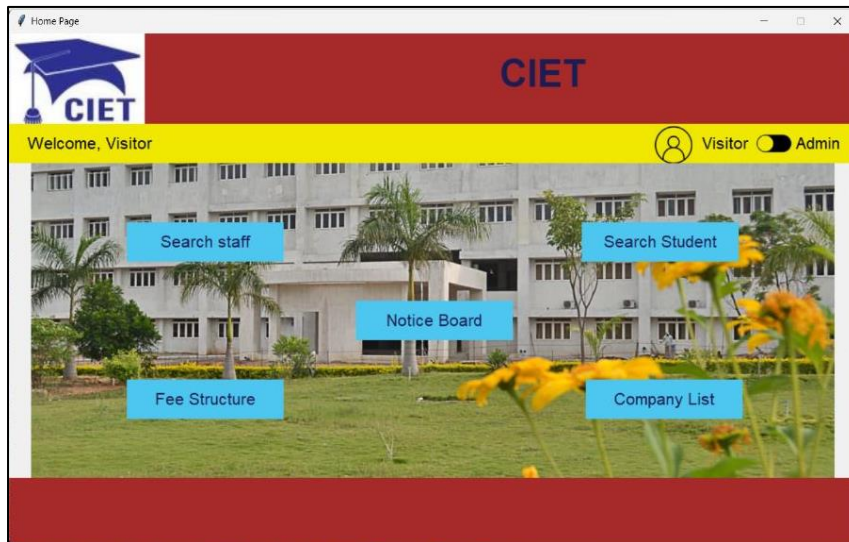 Home Page
CIET
CIET
Welcome, Visitor
Visitor Admin
Search staff
Search Student
Notice Board
Fee Structure
Company List